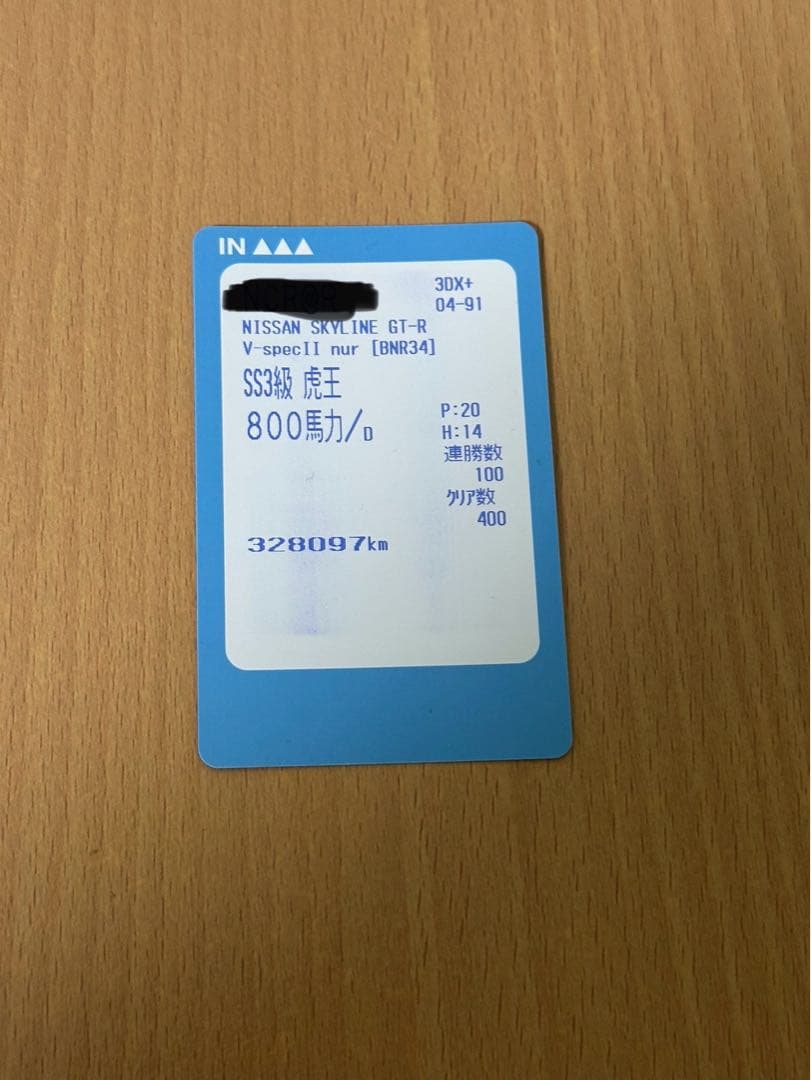 IN ▲▲▲
3DX+
04-91
NISSAN SKYLINE GT-R
V-specII nur [BNR34]
SS3級 虎王
800馬力/D
P:20
H:14
連勝数
100
ｸﾘｱ数
400
328097km